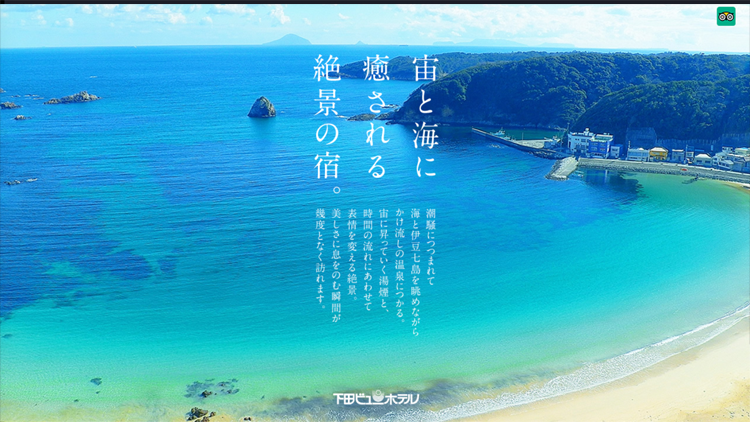 宙と海に
癒される
絶景の宿。
潮騒につつまれて
海と伊豆七島を眺めながら
かけ流しの温泉につかる。
宙に昇っていく湯煙と、
時間の流れにあわせて
表情を変える絶景。
美しさに息をのむ瞬間が
幾度となく訪れます。
下田ビューホテル